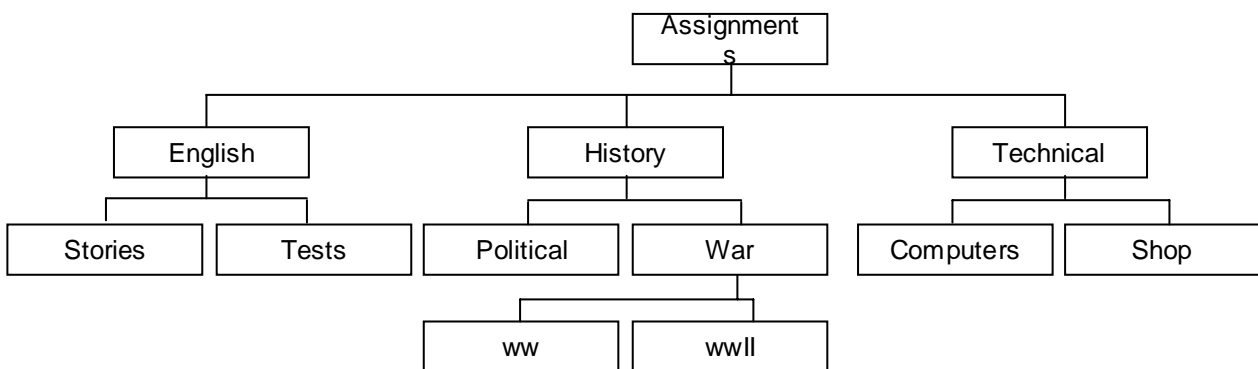 Assignment
s
English History Technical
Stories Tests Political War Computers Shop
ww wwII